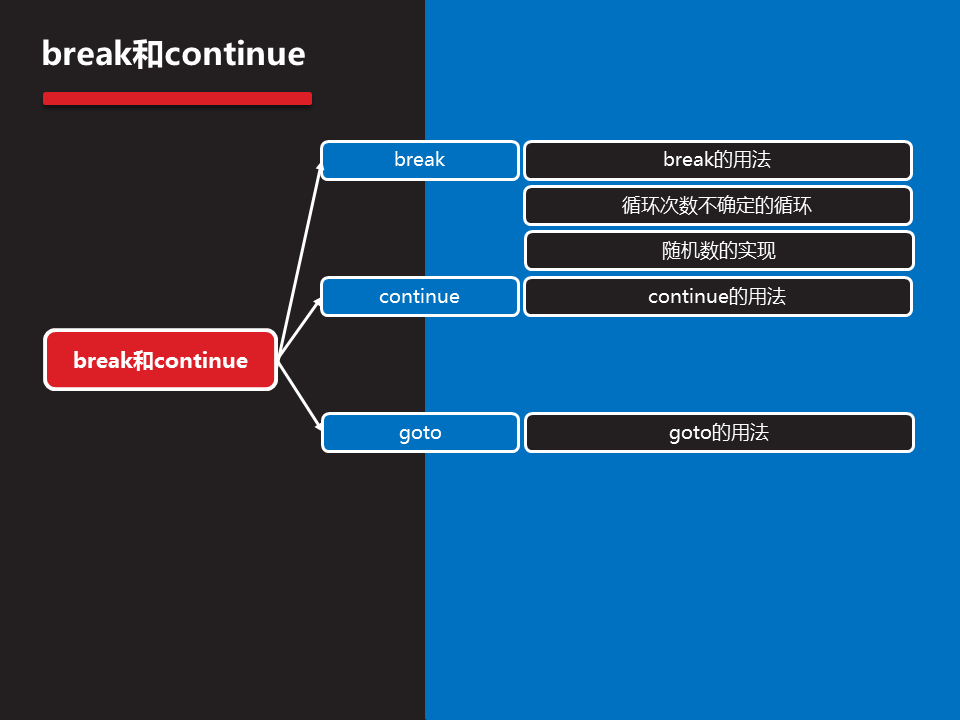 break和continue
break
break的用法
循环次数不确定的循环
随机数的实现
continue
continue的用法
break和continue
goto
goto的用法